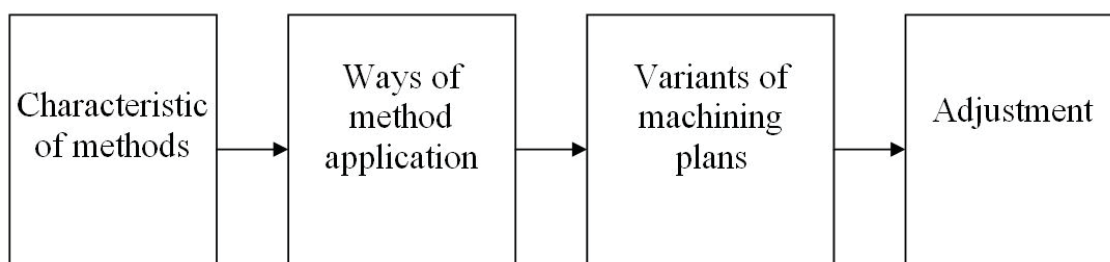 Characteristic
of methods
Ways of
method
application
Variants of
machining
plans
Adjustment